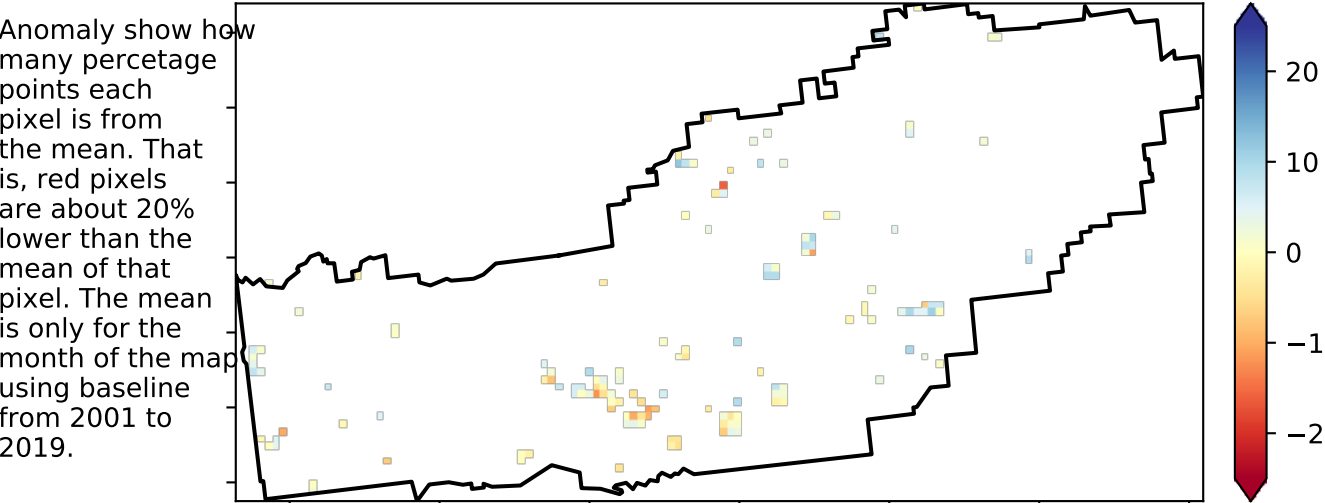 Anomaly show how
many percetage
points each
pixel is from
the mean. That
is, red pixels
are about 20%
lower than the
mean of that
pixel. The mean
is only for the
month of the map
using baseline
from 2001 to
2019.
20
10
0
−1
−2